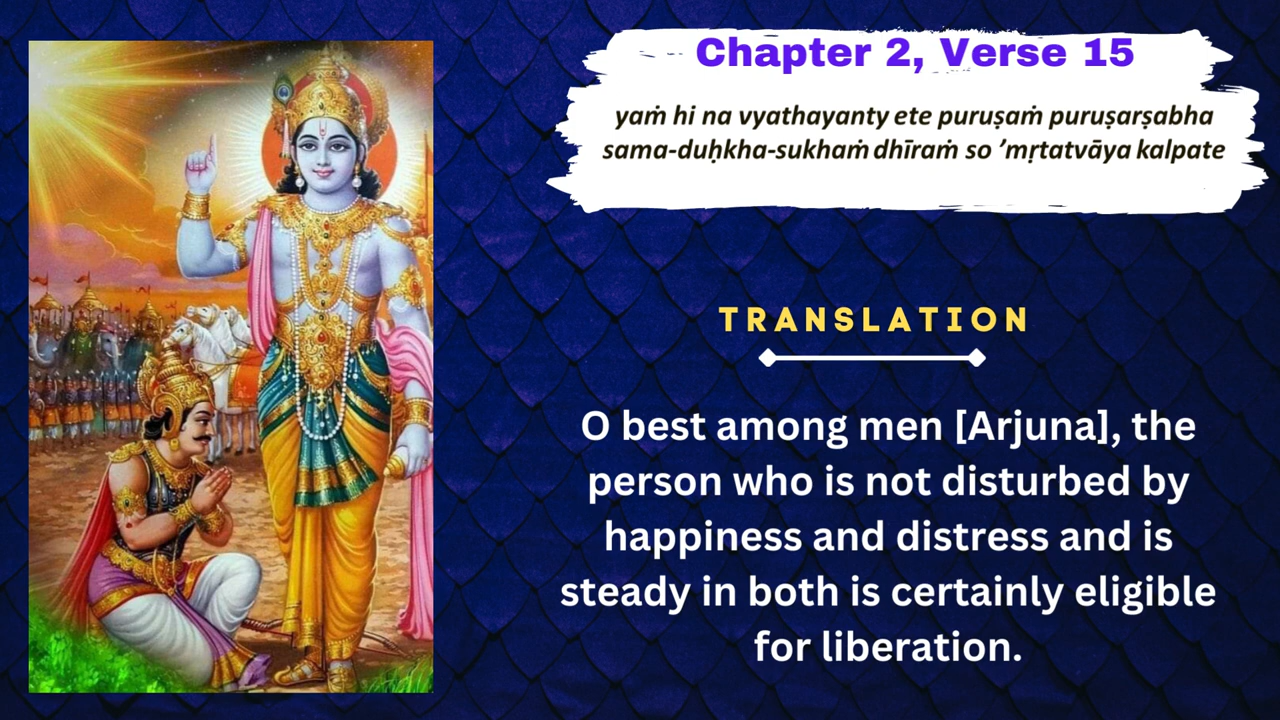 Chapter 2, Verse 15
yaṁ hi na vyathayanty ete puruṣaṁ puruṣarṣabha
sama-duḥkha-sukhaṁ dhīraṁ so ’mṛtatvāya kalpate
TRANSLATION
O best among men [Arjuna], the
person who is not disturbed by
happiness and distress and is
steady in both is certainly eligible
for liberation.